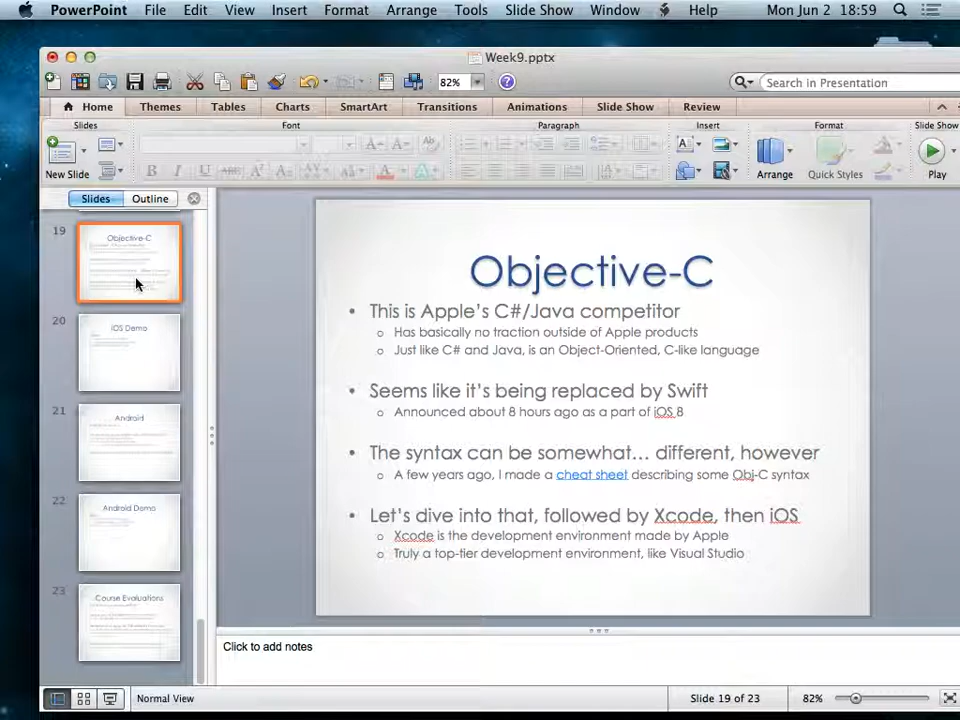 PowerPoint File Edit View Insert Format Arrange Tools Slide Show Window Help Mon Jun 2 18:59
Week9.pptx
82% Search in Presentation
Home Themes Tables Charts SmartArt Transitions Animations Slide Show Review
Slides Font Paragraph Insert Format Slide Show
New Slide Arrange Quick Styles Play
Slides Outline
19
Objective-C
20
iOS Demo
21
Android
22
Android Demo
23
Course Evaluations
Objective-C
• This is Apple's C#/Java competitor
o Has basically no traction outside of Apple products
o Just like C# and Java, is an Object-Oriented, C-like language
• Seems like it's being replaced by Swift
o Announced about 8 hours ago as a part of iOS 8
• The syntax can be somewhat… different, however
o A few years ago, I made a cheat sheet describing some Obj-C syntax
• Let's dive into that, followed by Xcode, then iOS
o Xcode is the development environment made by Apple
o Truly a top-tier development environment, like Visual Studio
Click to add notes
Normal View Slide 19 of 23 82%